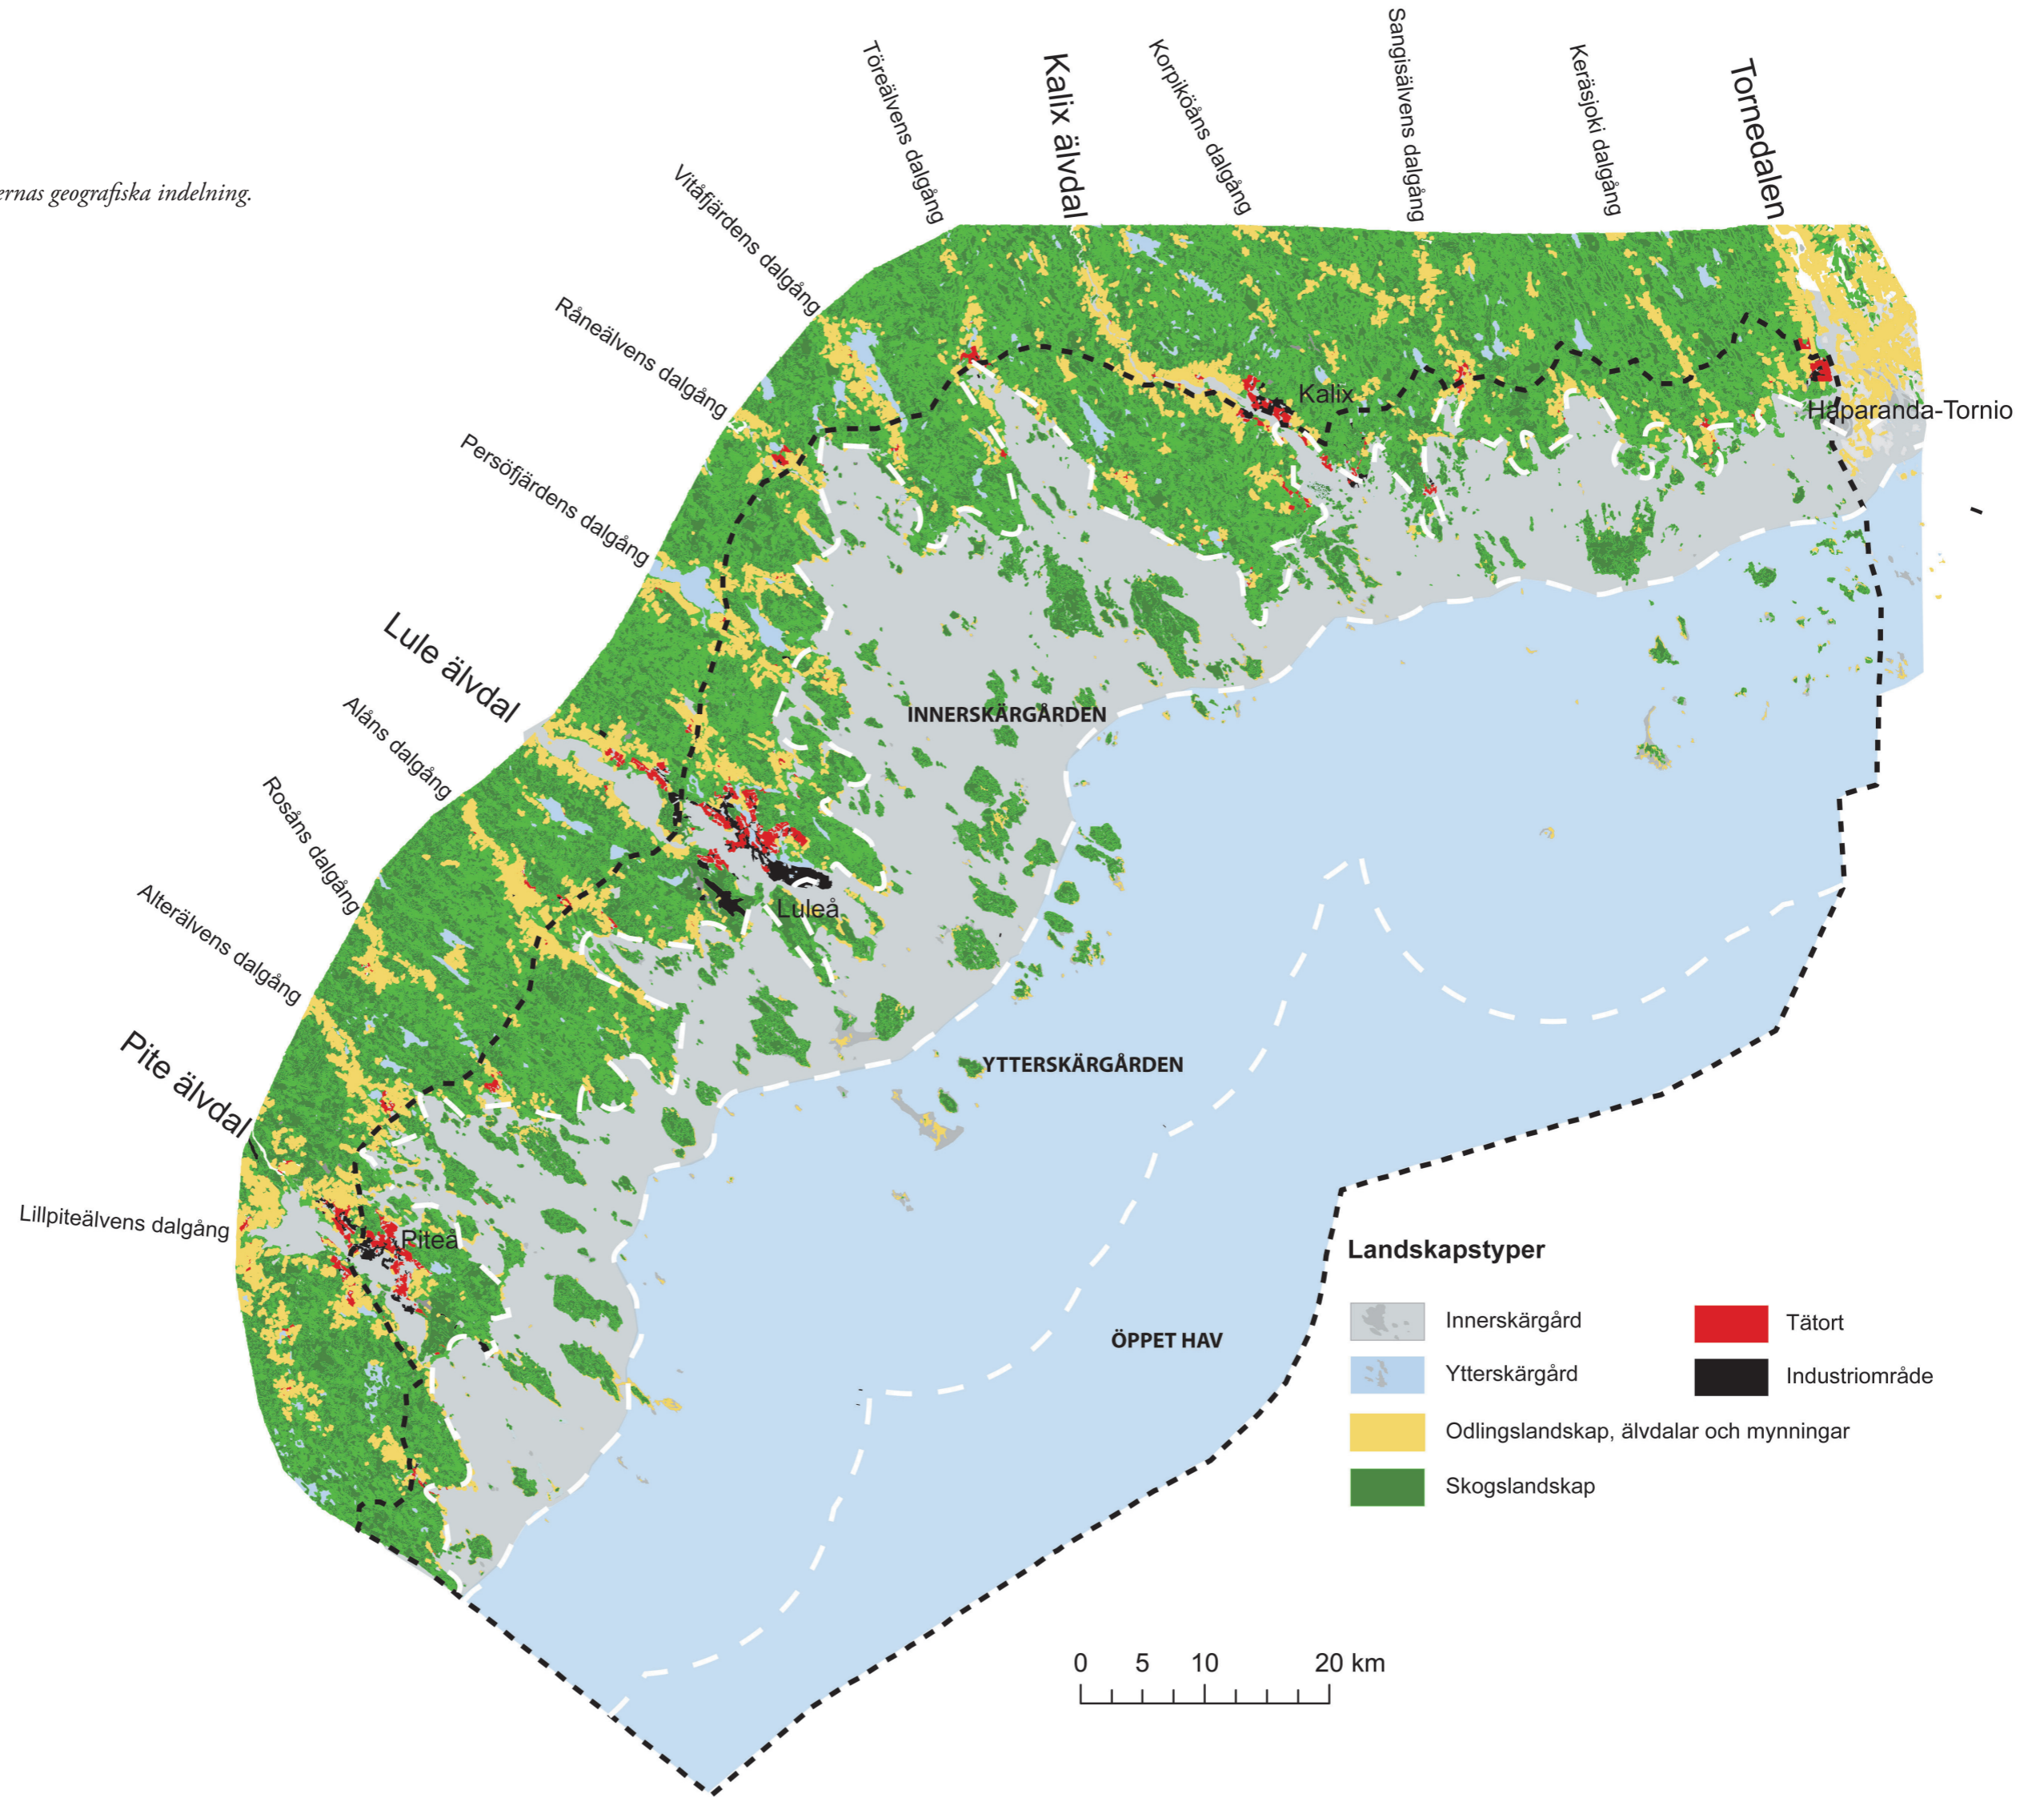 ernas geografiska indelning.
Töreälvens dalgång
Kalix älvdal
Korpikåns dalgång
Sangisälvens dalgång
Keräsjoki dalgång
Tornedalen
Vitåfjärdens dalgång
Råneälvens dalgång
Persöfjärdens dalgång
Lule älvdal
Alåns dalgång
Rosåns dalgång
Alterälvens dalgång
Pite älvdal
Lillpiteälvens dalgång
Kalix
Haparanda-Tornio
INNERSKÄRGÅRDEN
Luleå
YTTERSKÄRGÅRDEN
Piteå
ÖPPET HAV
Landskapstyper
Innerskärgård
Ytterskärgård
Odlingslandskap, älvdalar och mynningar
Skogslandskap
Tätort
Industriområde
0 5 10 20 km